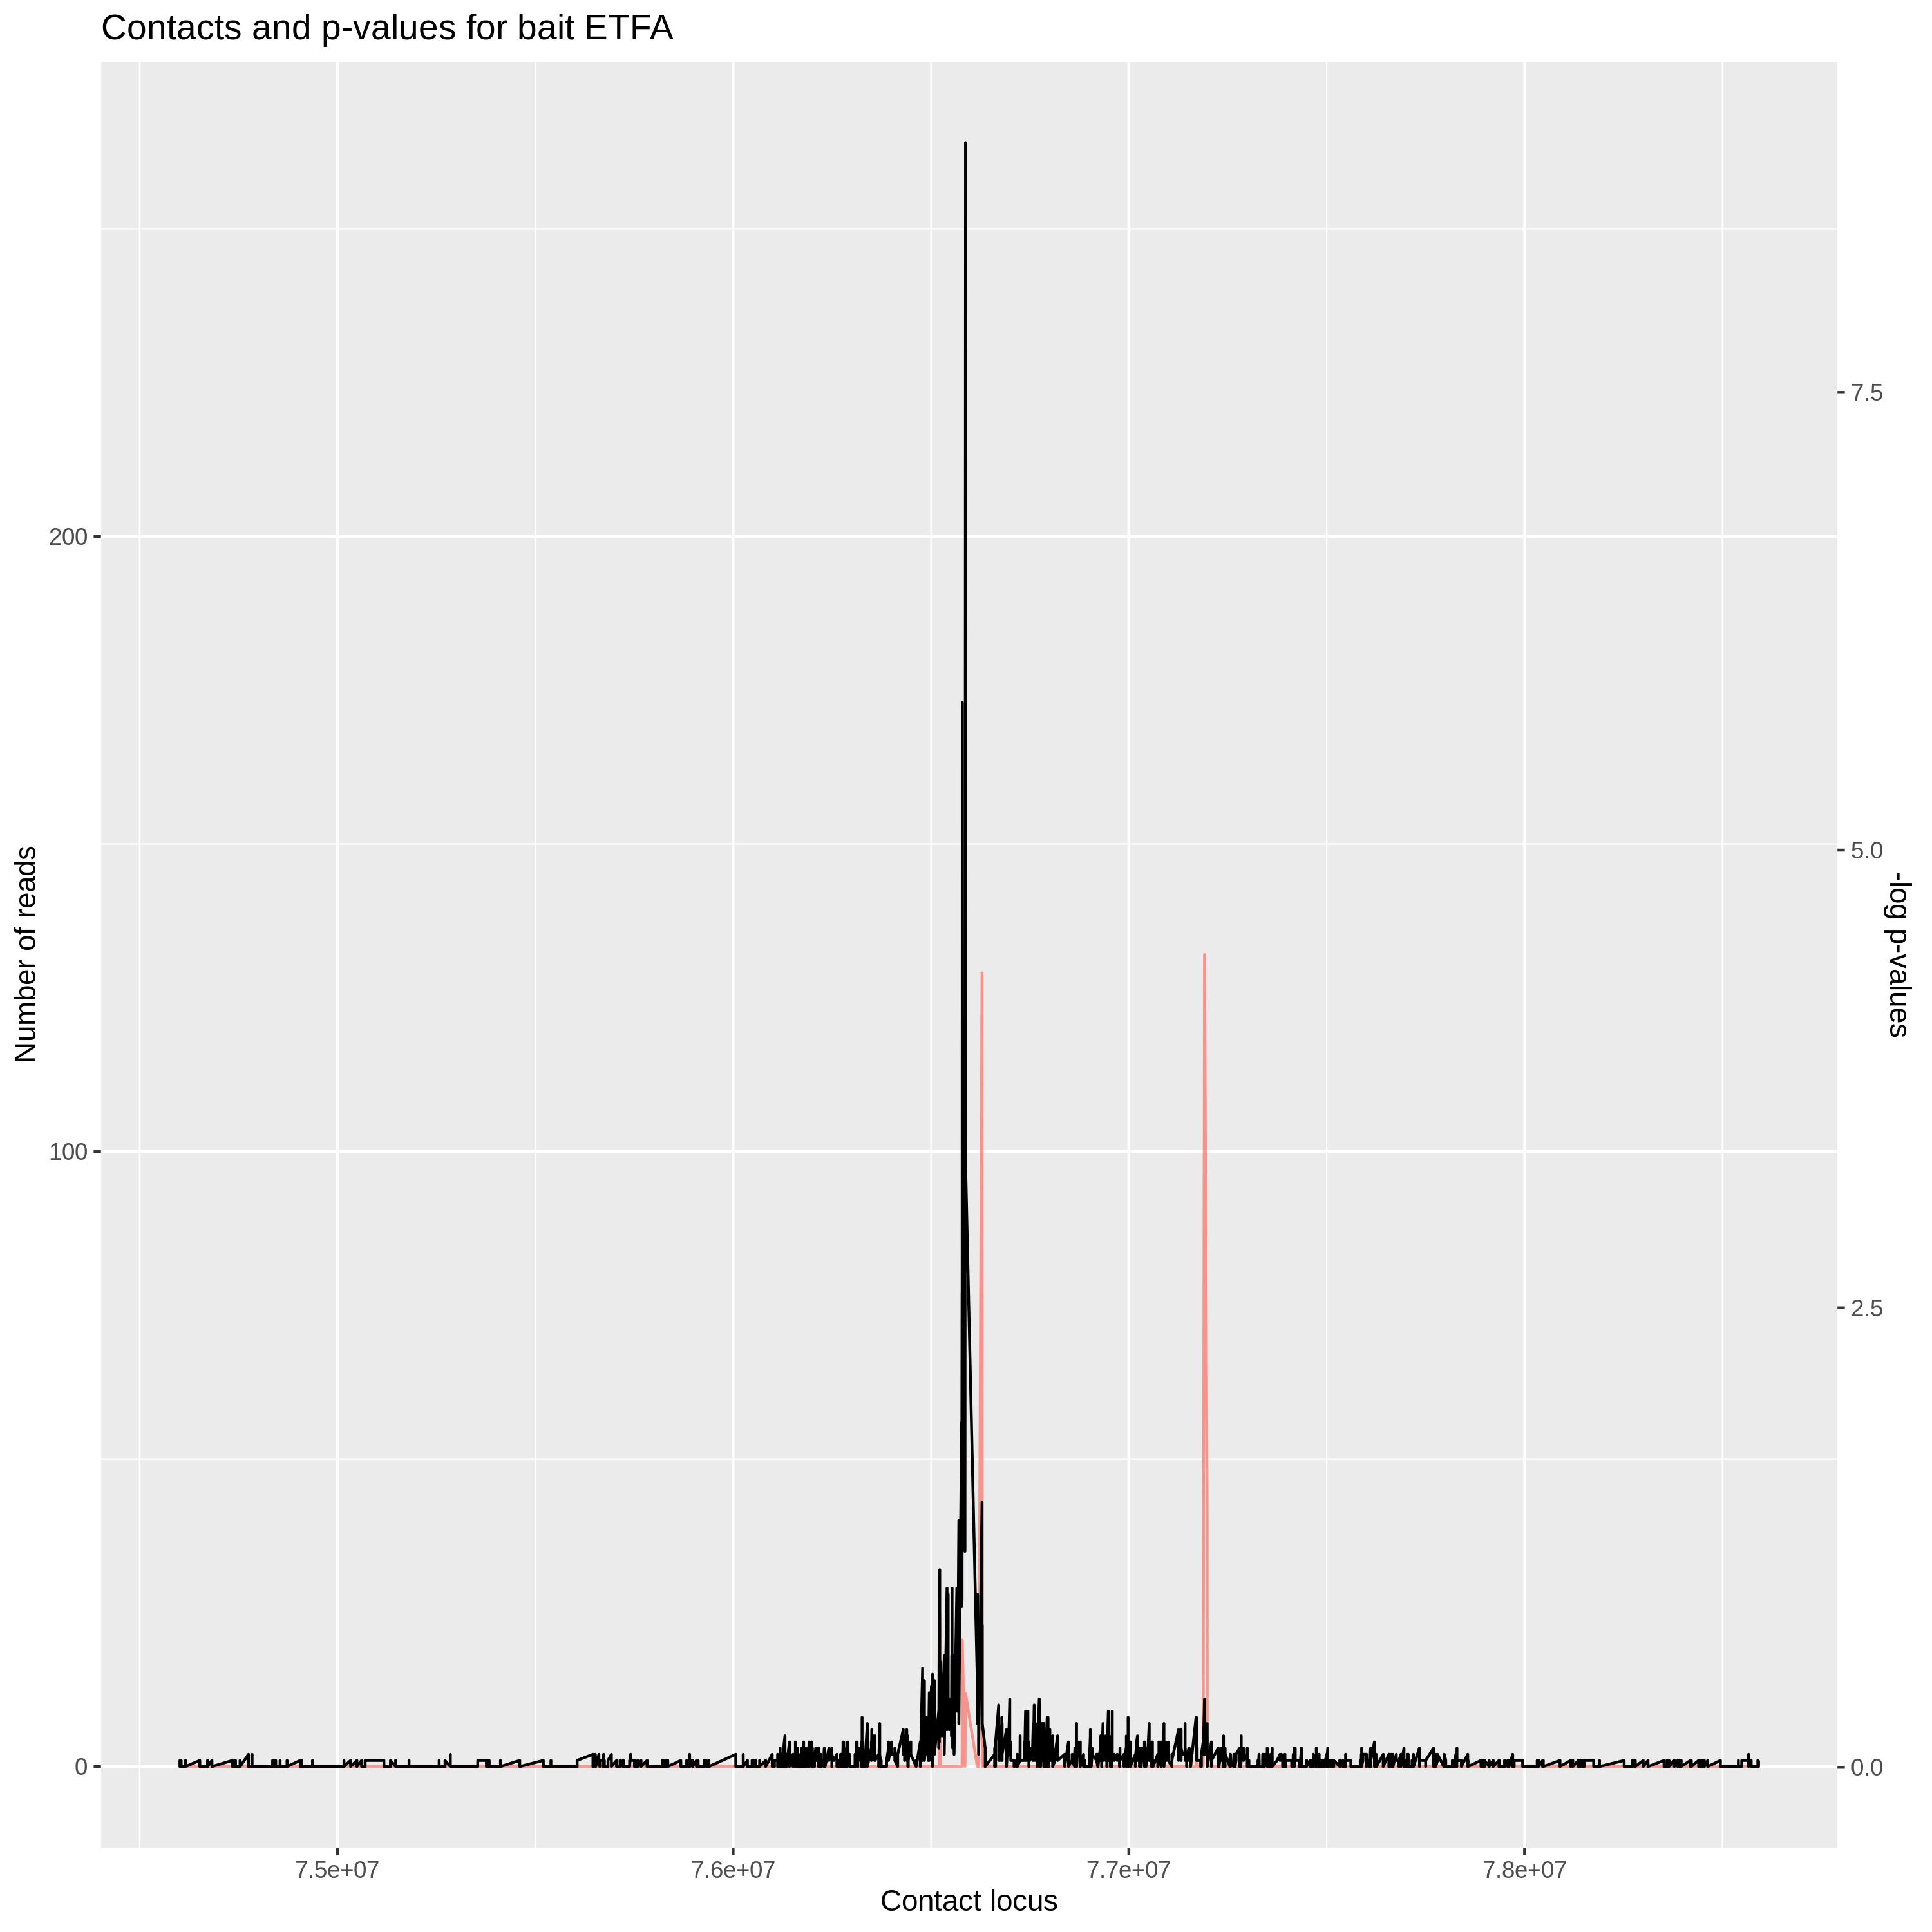 Contacts and p-values for bait ETFA
Number of reads
200
100
0
7.5
5.0
2.5
0.0
-log p-values
7.5e+07
7.6e+07
7.7e+07
7.8e+07
Contact locus